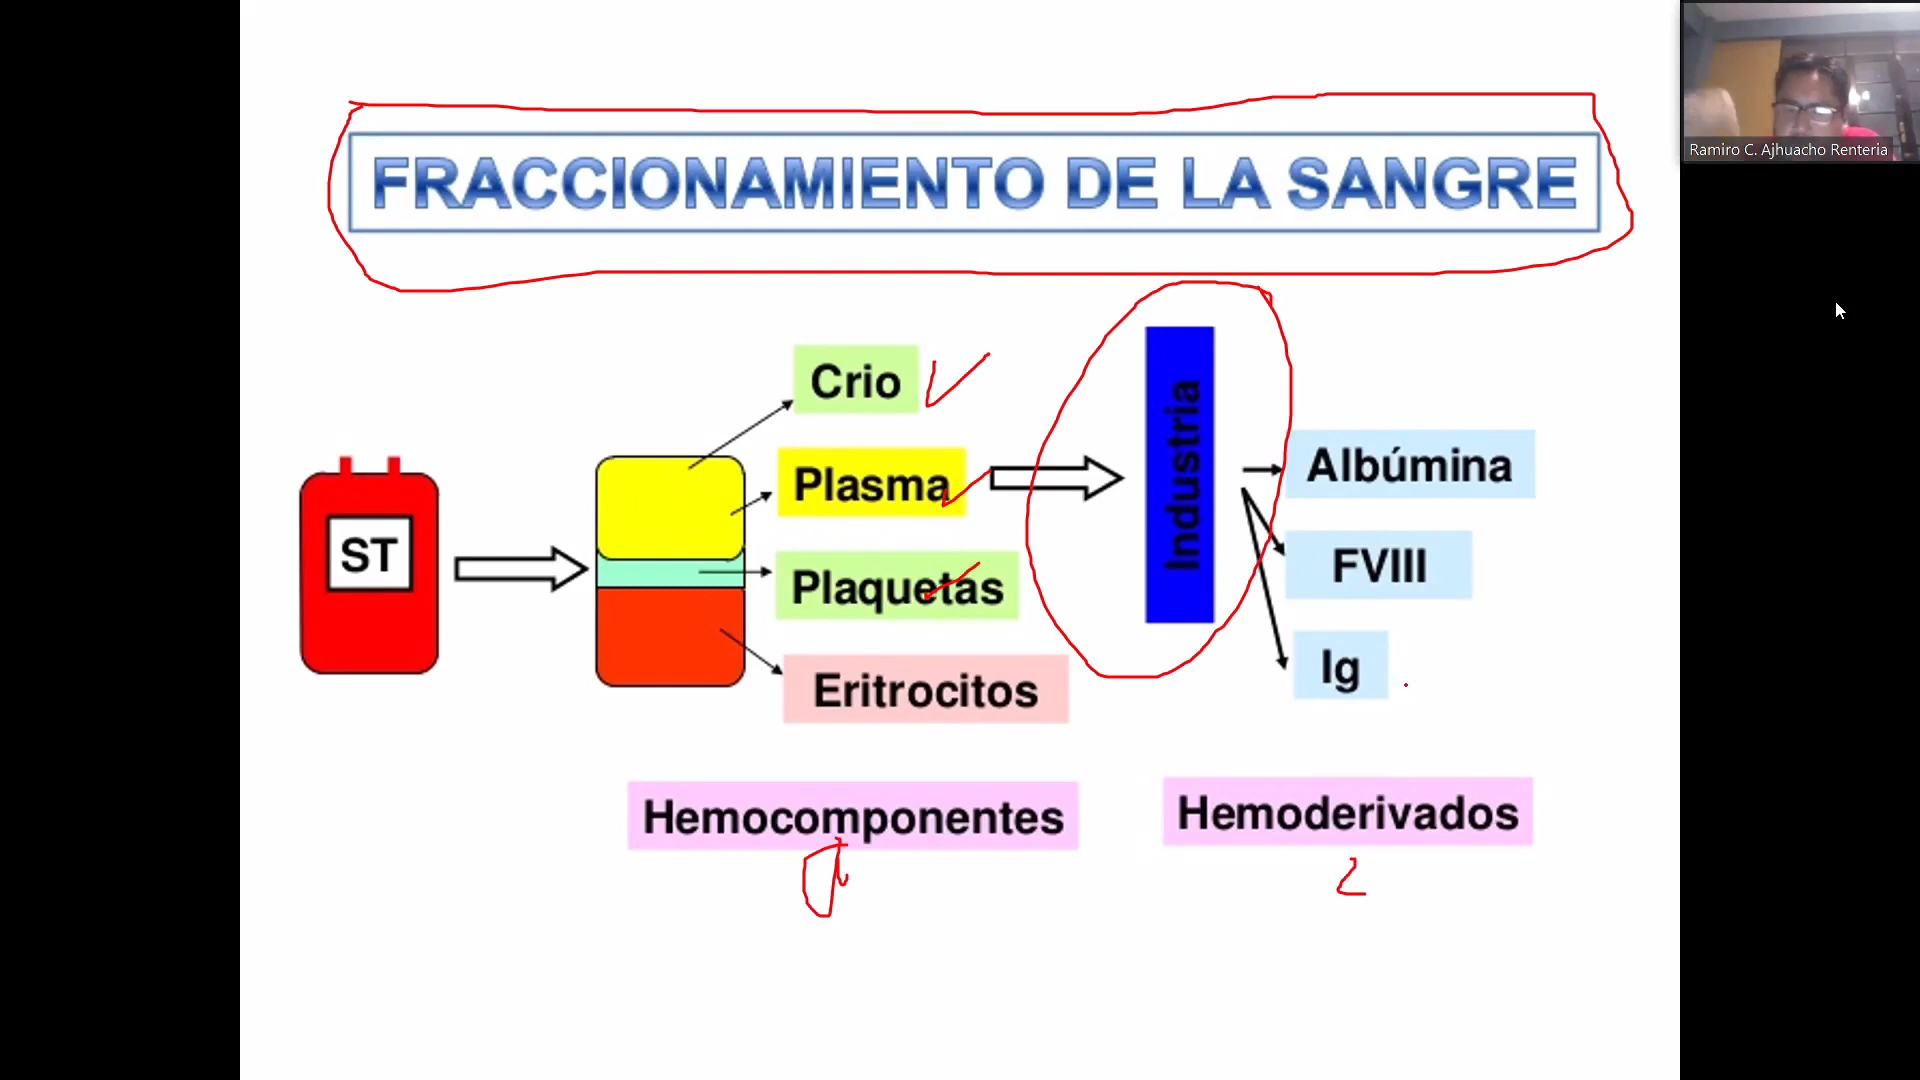 Ramiro C. Ajhuacho Renteria
FRACCIONAMIENTO DE LA SANGRE
ST
Crio
Plasma
Plaquetas
Eritrocitos
Industria
Albúmina
FVIII
Ig
Hemocomponentes
Hemoderivados
2